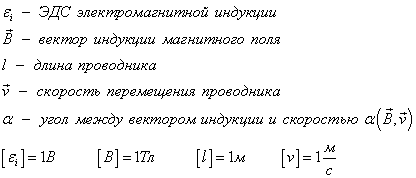 εᵢ − ЭДС электромагнитной индукции
B⃗ − вектор индукции магнитного поля
l − длина проводника
v⃗ − скорость перемещения проводника
α − угол между вектором индукции и скоростью α(B⃗,v⃗)
[εᵢ]=1В [B]=1Тл [l]=1м [v]=1 м/с